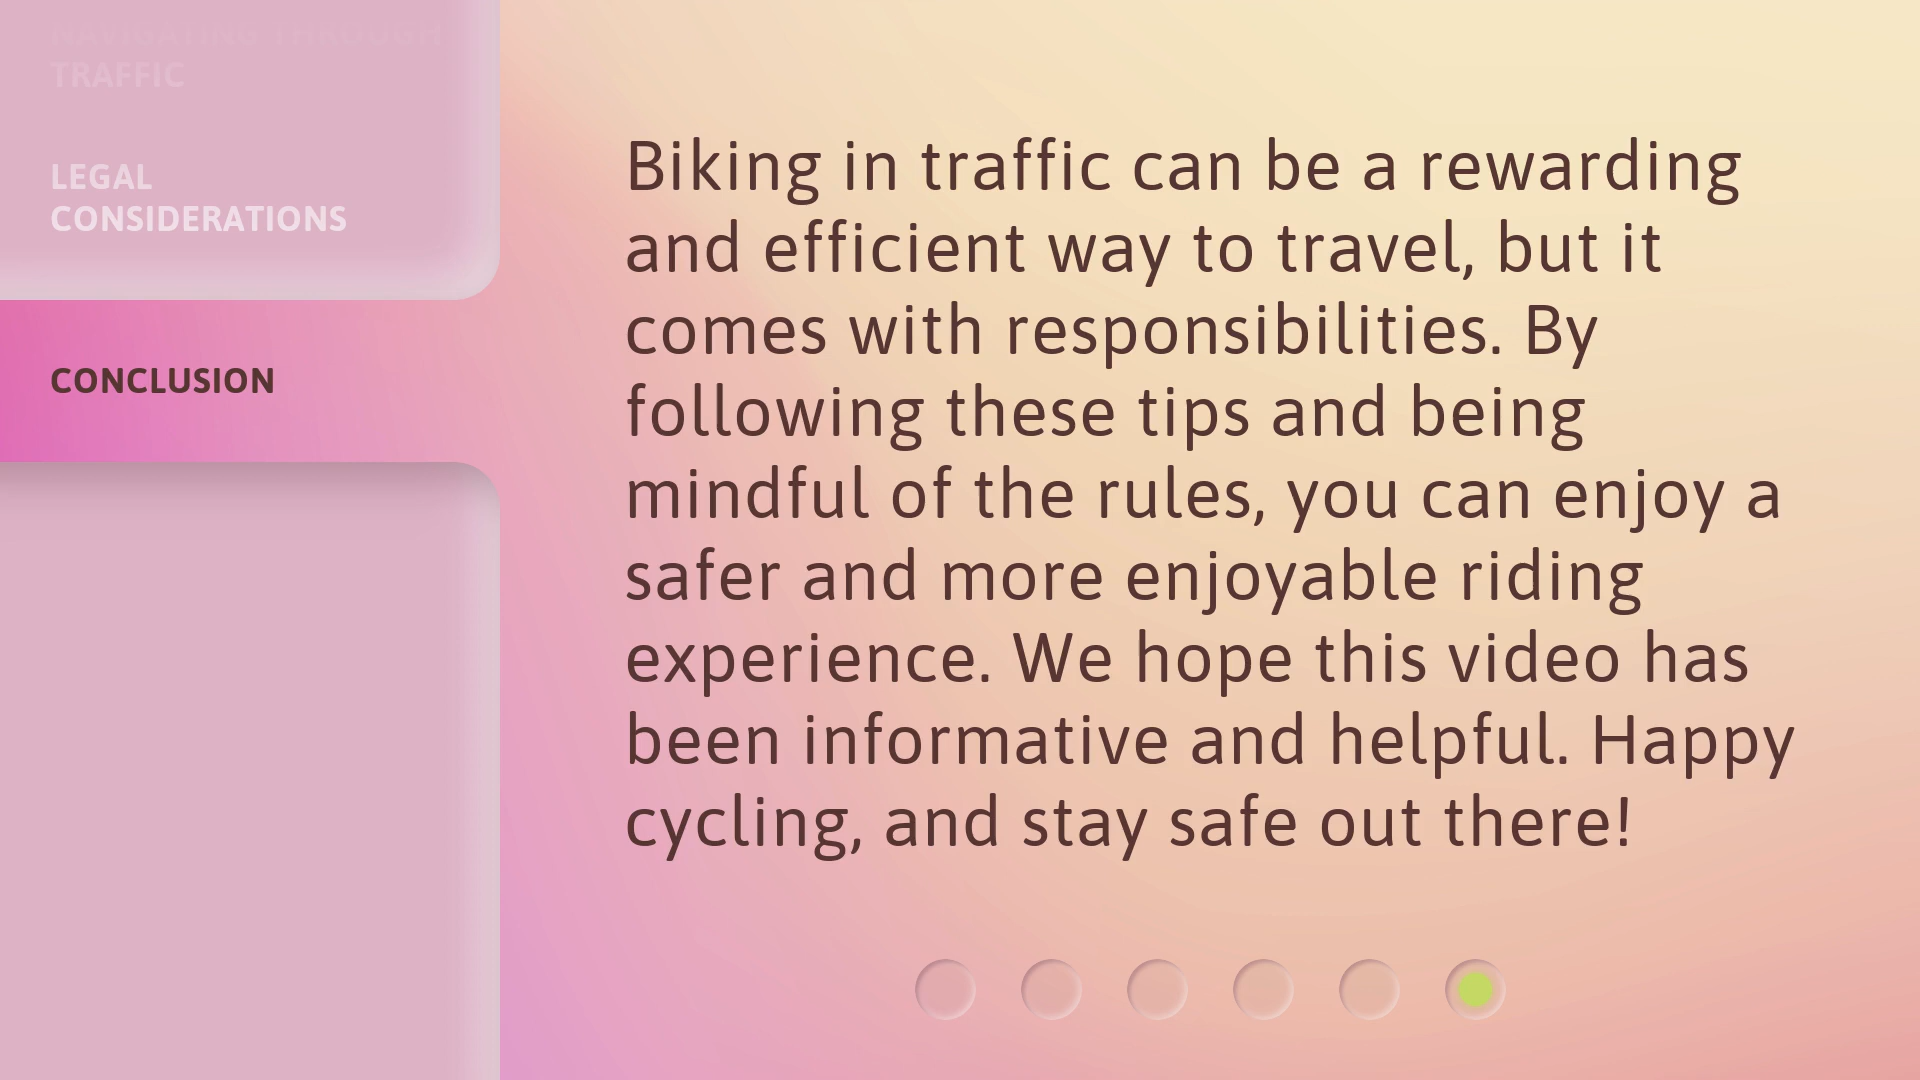 NAVIGATING THROUGH
TRAFFIC
LEGAL
CONSIDERATIONS
CONCLUSION
Biking in traffic can be a rewarding
and efficient way to travel, but it
comes with responsibilities. By
following these tips and being
mindful of the rules, you can enjoy a
safer and more enjoyable riding
experience. We hope this video has
been informative and helpful. Happy
cycling, and stay safe out there!